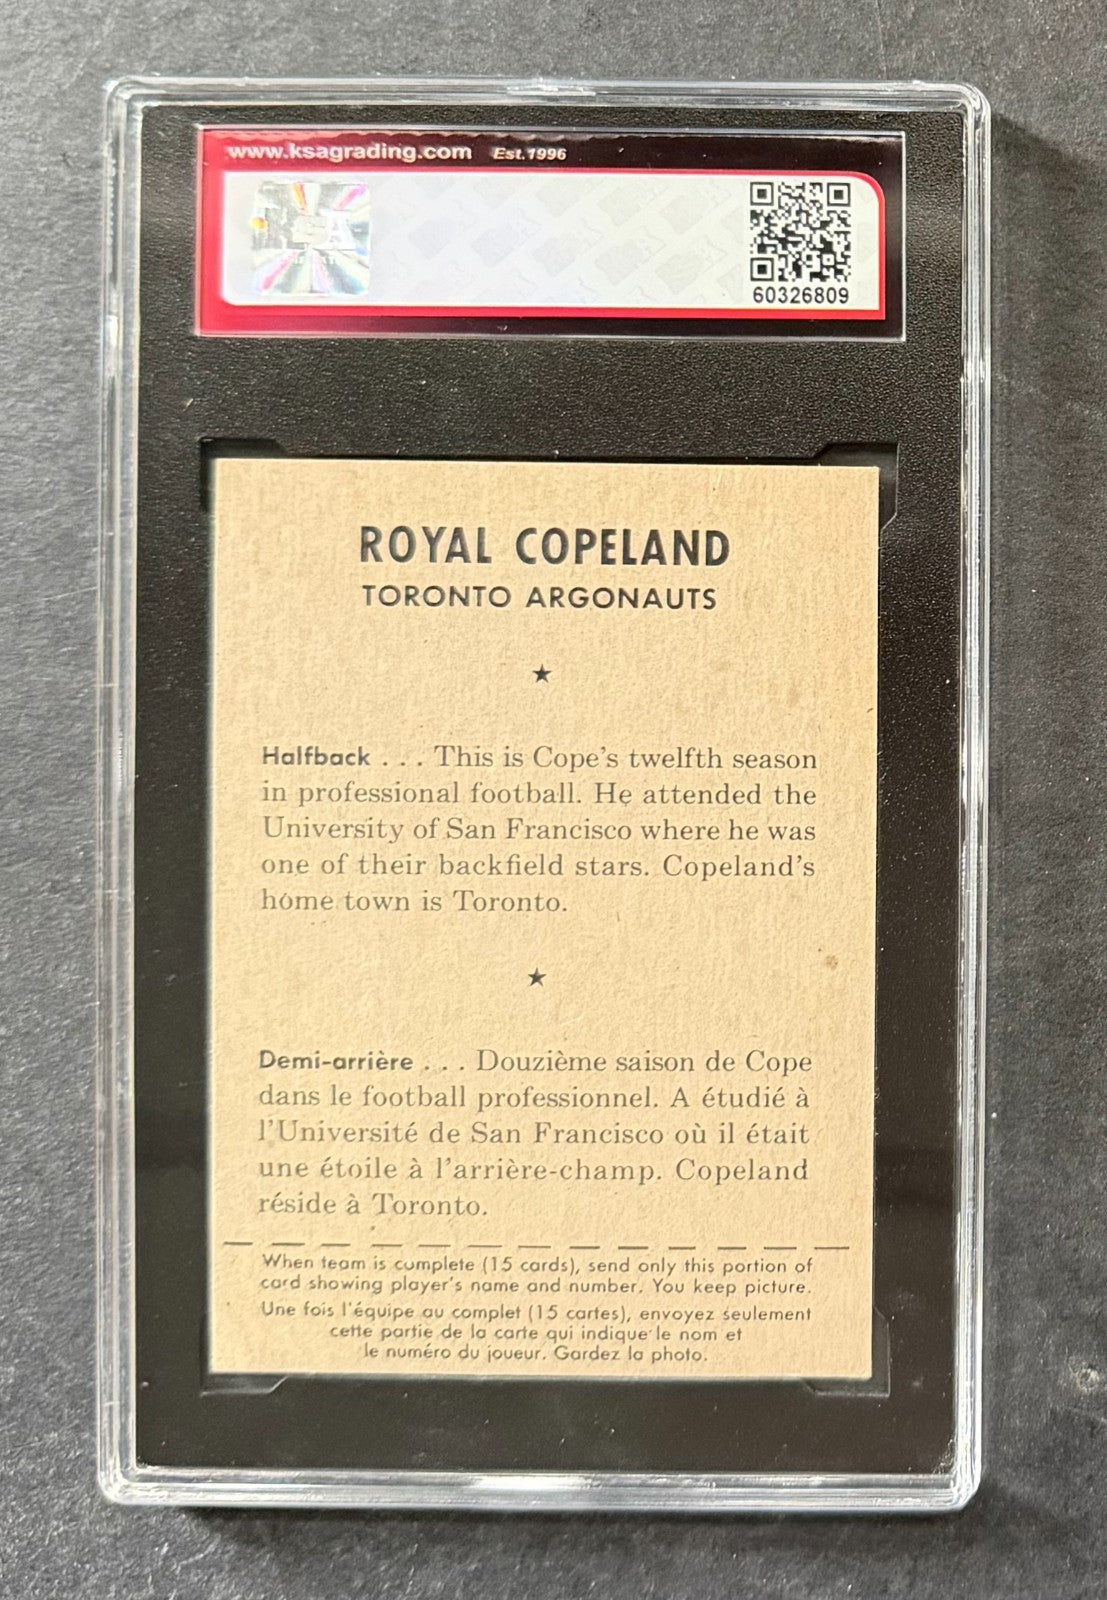 www.ksagrading.com Est.1996
60326809
ROYAL COPELAND
TORONTO ARGONAUTS
Halfback . . . This is Cope's twelfth season
in professional football. He attended the
University of San Francisco where he was
one of their backfield stars. Copeland's
home town is Toronto.
Demi-arrière . . . Douzième saison de Cope
dans le football professionnel. A étudié à
l'Université de San Francisco où il était
une étoile à l'arrière-champ. Copeland
réside à Toronto.
When team is complete (15 cards), send only this portion of
card showing player's name and number. You keep picture.
Une fois l'équipe au complet (15 cartes), envoyez seulement
cette partie de la carte qui indique le nom et
le numéro du joueur. Gardez la photo.